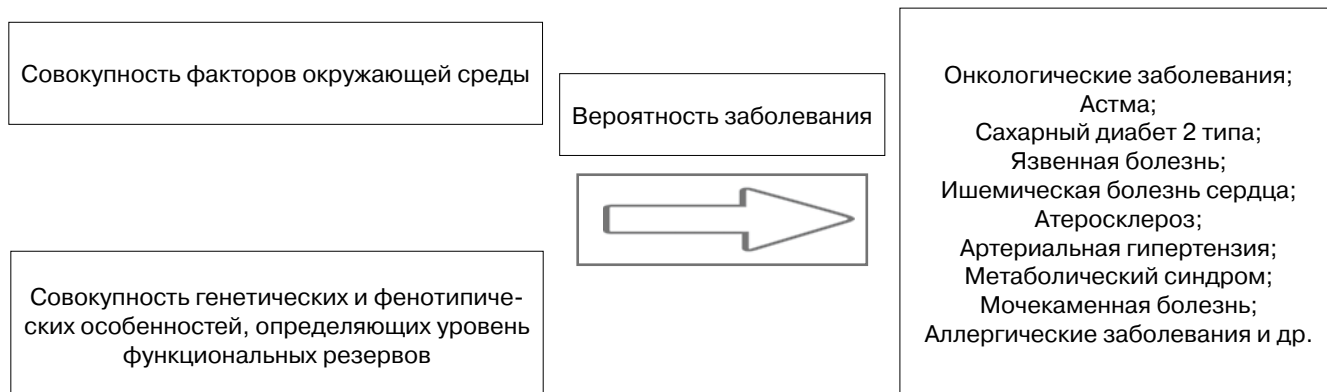 Совокупность факторов окружающей среды
Совокупность генетических и фенотипиче-
ских особенностей, определяющих уровень
функциональных резервов
Вероятность заболевания
Онкологические заболевания;
Астма;
Сахарный диабет 2 типа;
Язвенная болезнь;
Ишемическая болезнь сердца;
Атеросклероз;
Артериальная гипертензия;
Метаболический синдром;
Мочекаменная болезнь;
Аллергические заболевания и др.